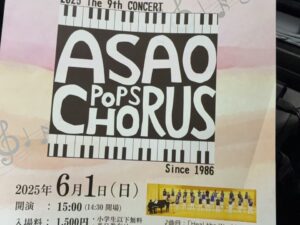 2025 The 9th CONCERT
ASAO
POPS
CHORUS
Since 1986
2025年6月1日(日)
開演：15:00(14:30 開場)
入場料：1,500円
小学生以下無料